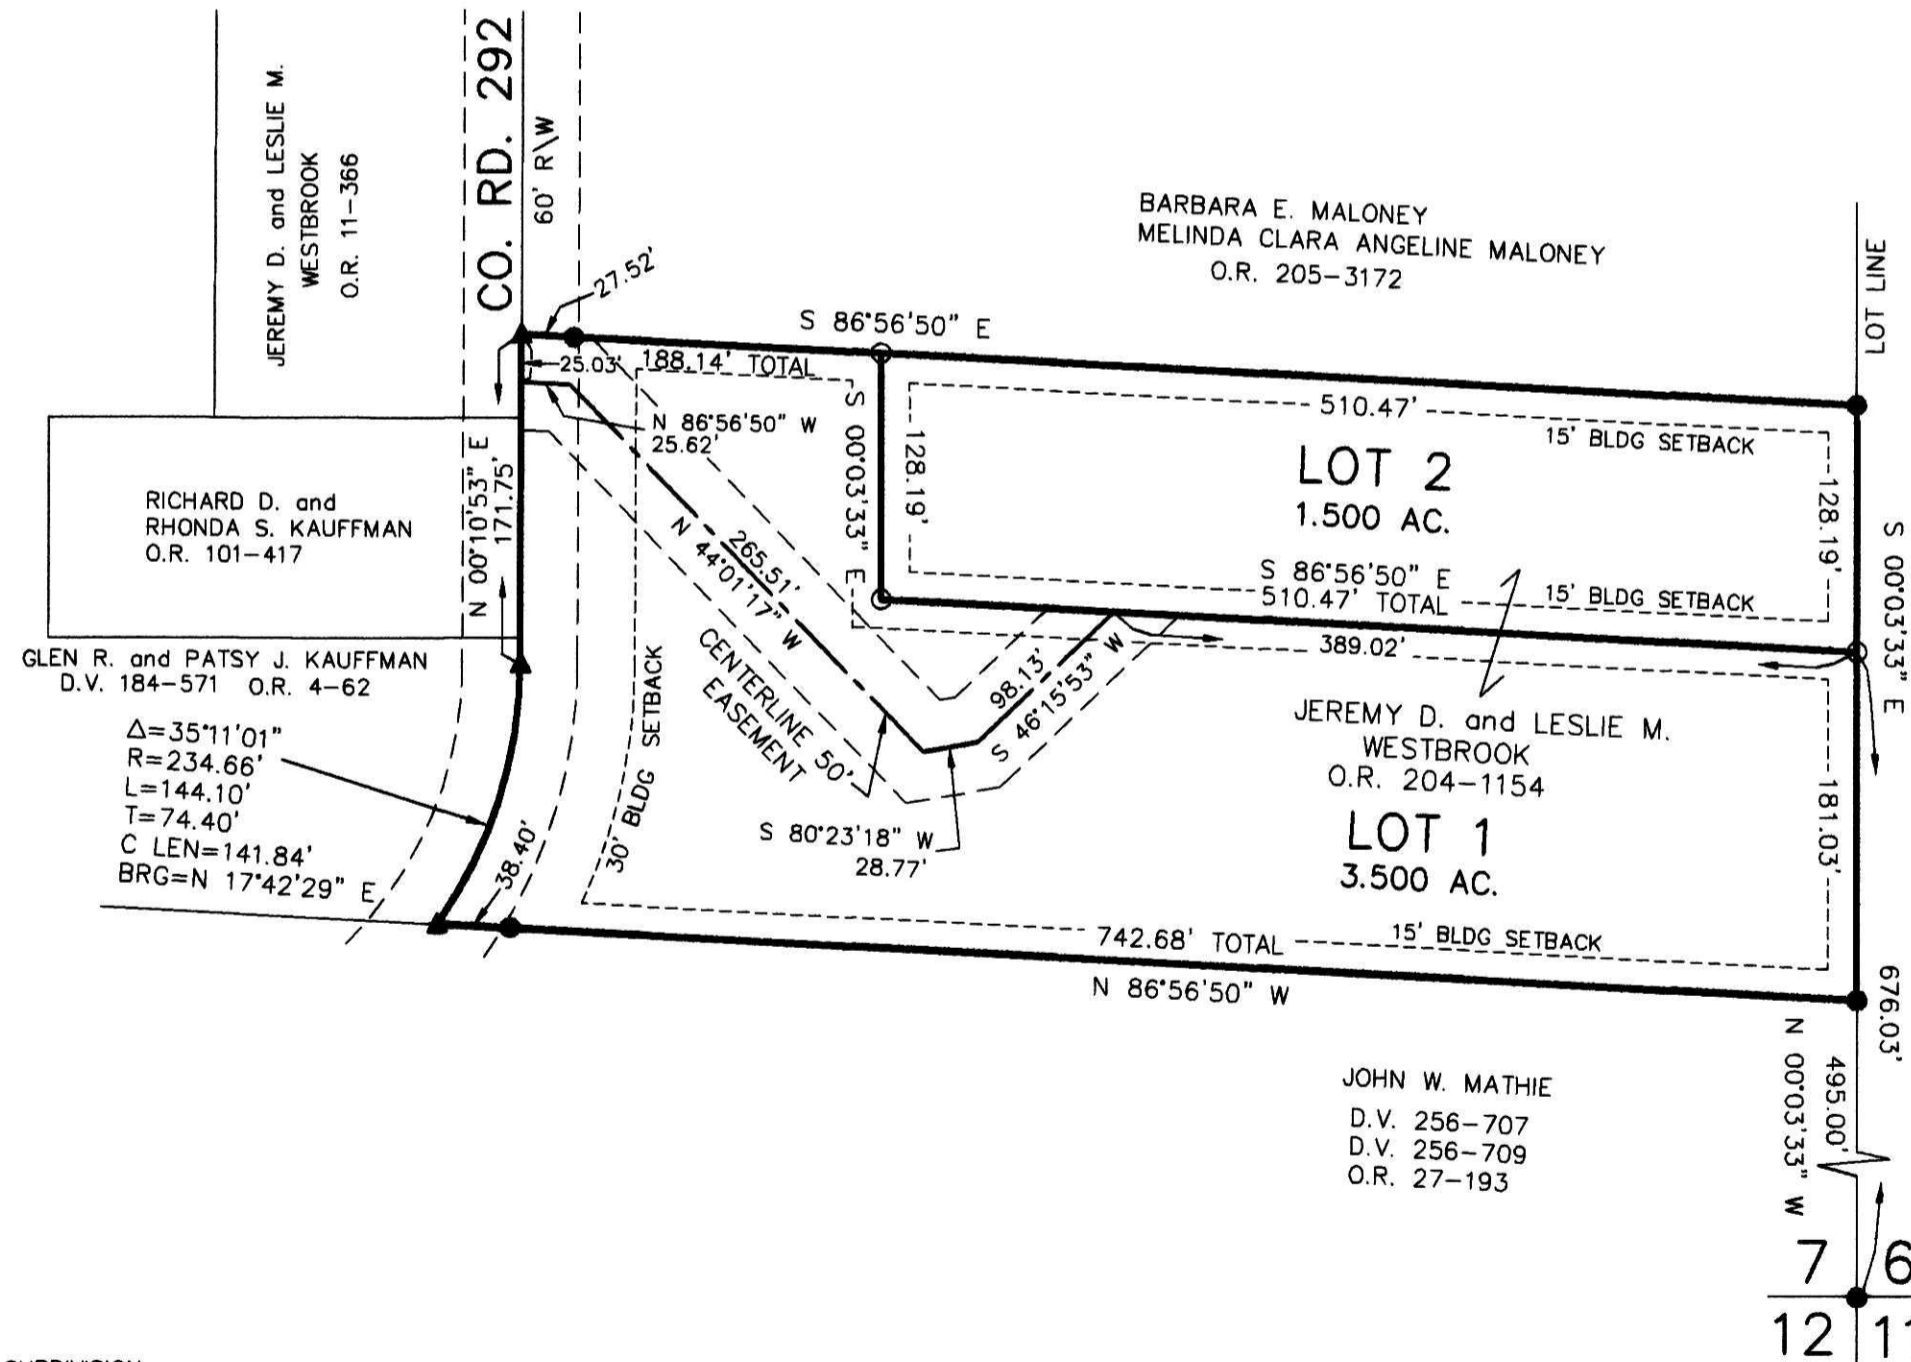 JEREMY D. and LESLIE M.
WESTBROOK
O.R. 11-366
CO. RD. 292
60' R\W
BARBARA E. MALONEY
MELINDA CLARA ANGELINE MALONEY
O.R. 205-3172
LOT LINE
27.52'
S 86°56'50" E
25.03'
188.14' TOTAL
N 86°56'50" W
25.62'
S 00°03'33" E
128.19'
510.47'
15' BLDG SETBACK
LOT 2
1.500 AC.
128.19'
S 86°56'50" E
510.47' TOTAL
15' BLDG SETBACK
S 00°03'33" E
RICHARD D. and
RHONDA S. KAUFFMAN
O.R. 101-417
N 00°10'53" E
171.75'
265.51'
N 44°01'17" W
CENTERLINE 50'
EASEMENT
98.13'
S 46°15'53" W
389.02'
GLEN R. and PATSY J. KAUFFMAN
D.V. 184-571 O.R. 4-62
Δ=35°11'01"
R=234.66'
L=144.10'
T=74.40'
C LEN=141.84'
BRG=N 17°42'29" E
38.40'
30' BLDG SETBACK
S 80°23'18" W
28.77'
JEREMY D. and LESLIE M.
WESTBROOK
O.R. 204-1154
LOT 1
3.500 AC.
181.03'
742.68' TOTAL
15' BLDG SETBACK
N 86°56'50" W
676.03'
495.00'
N 00°03'33" W
JOHN W. MATHIE
D.V. 256-707
D.V. 256-709
O.R. 27-193
7 6
12 11